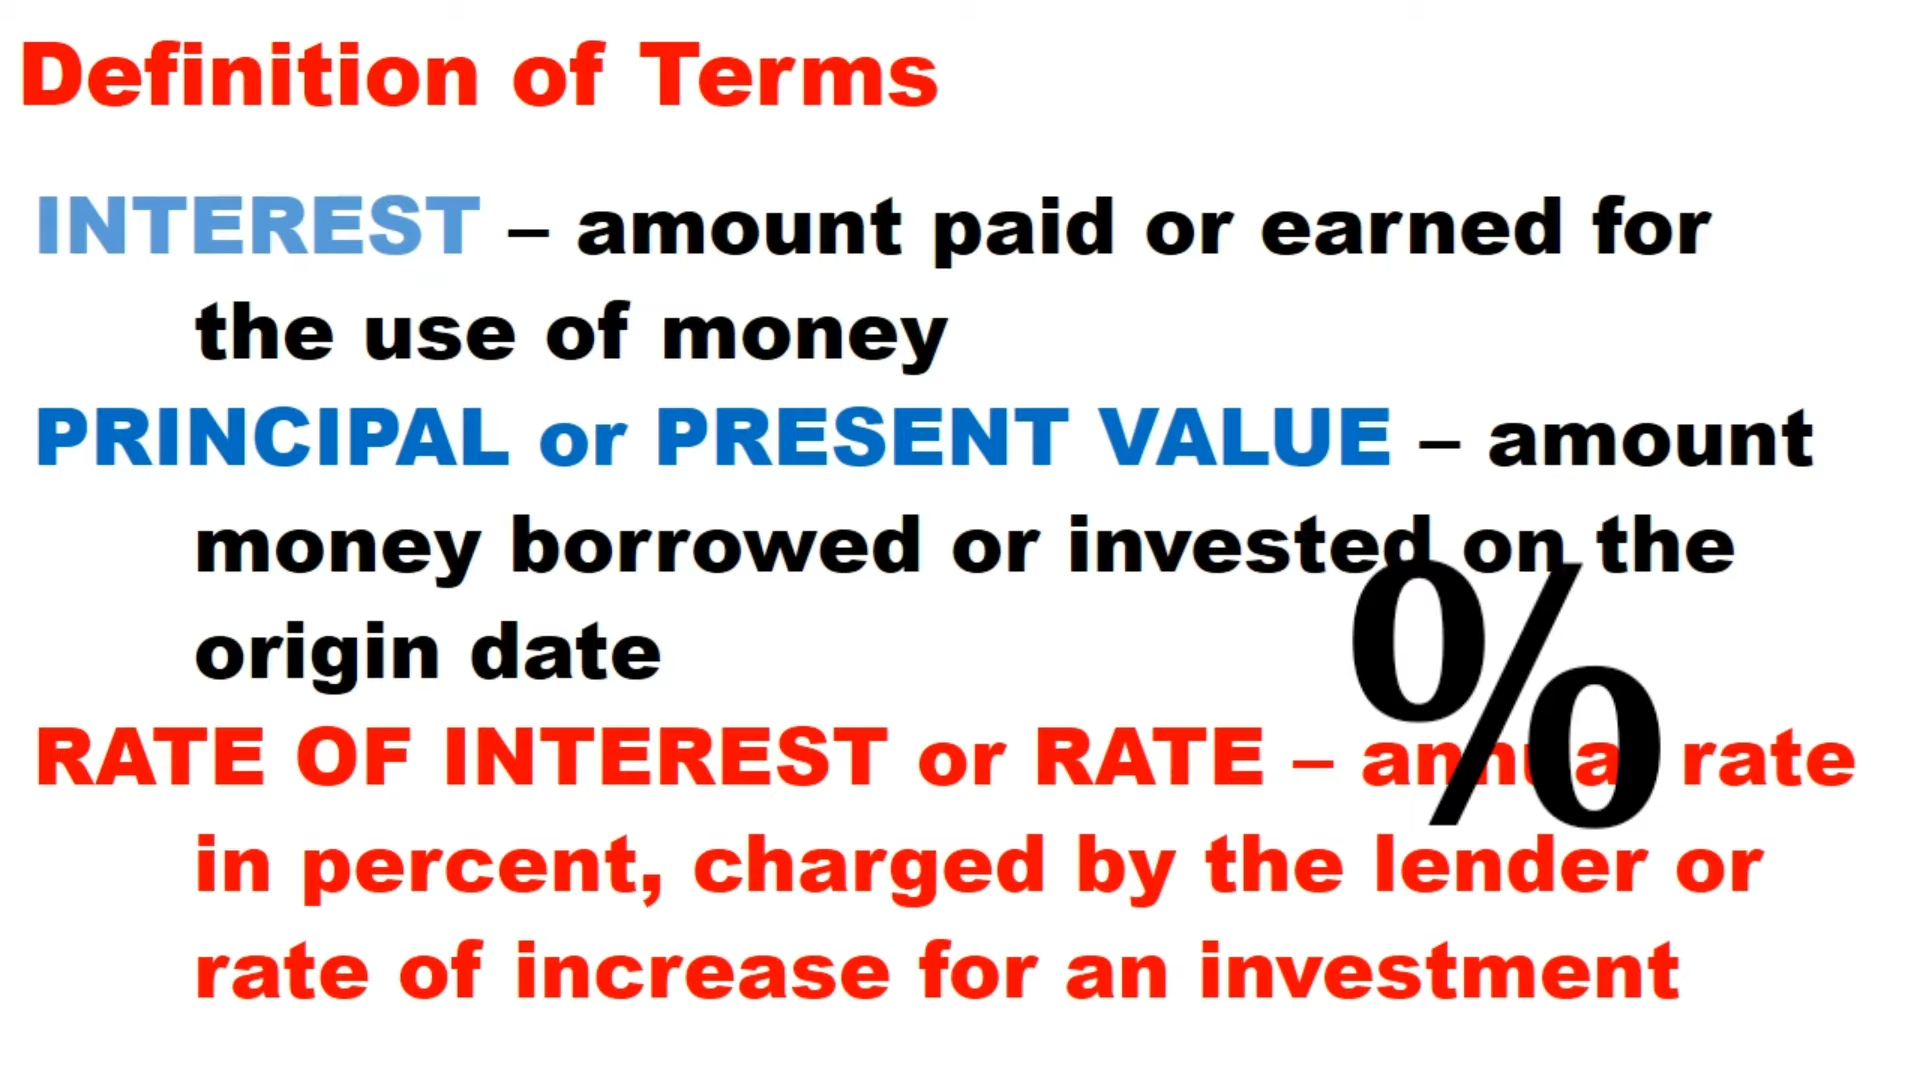 Definition of Terms
INTEREST – amount paid or earned for
the use of money
PRINCIPAL or PRESENT VALUE – amount
money borrowed or invested on the
origin date
%
RATE OF INTEREST or RATE – annual rate
in percent, charged by the lender or
rate of increase for an investment